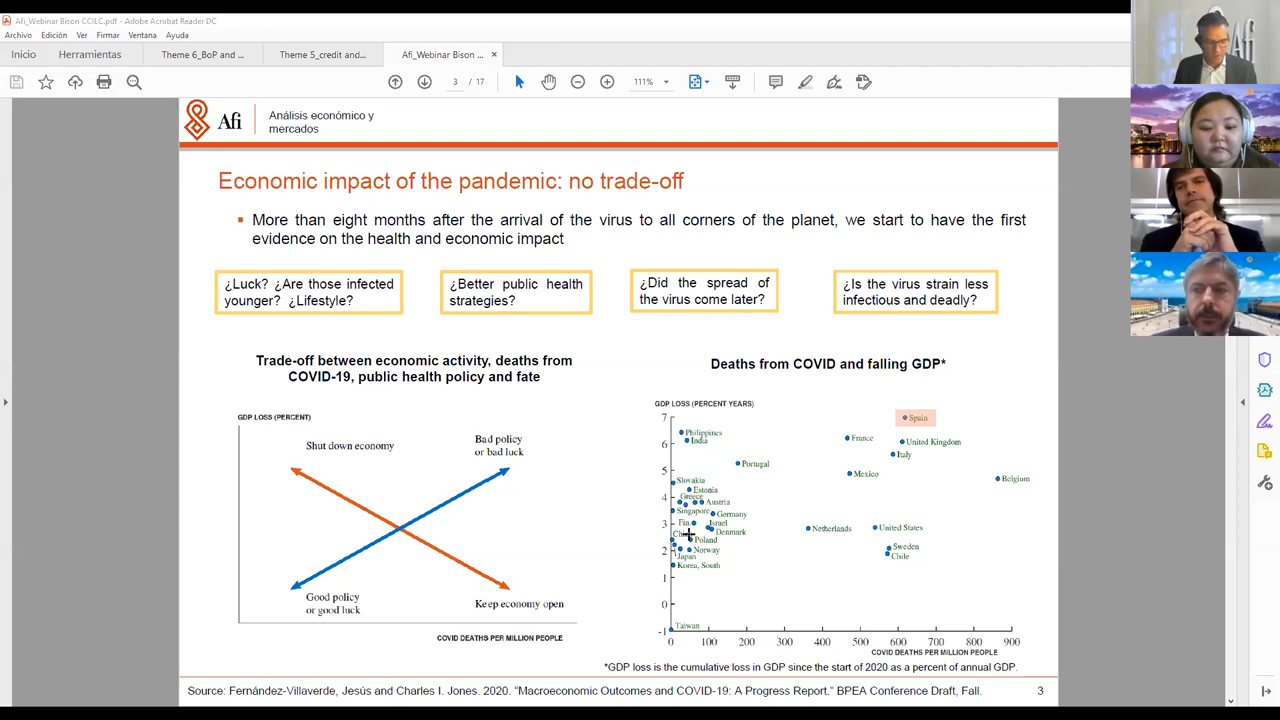 Afi_Webinar Bison CCILC.pdf - Adobe Acrobat Reader DC
Archivo Edición Ver Firmar Ventana Ayuda
Inicio Herramientas Theme 6_BoP and ... Theme 5_credit and... Afi_Webinar Bison ... ×
3 / 17 111%
Afi
Análisis económico y
mercados
Economic impact of the pandemic: no trade-off
More than eight months after the arrival of the virus to all corners of the planet, we start to have the first
evidence on the health and economic impact
¿Luck? ¿Are those infected
younger? ¿Lifestyle?
¿Better public health
strategies?
¿Did the spread of
the virus come later?
¿Is the virus strain less
infectious and deadly?
Trade-off between economic activity, deaths from
COVID-19, public health policy and fate
GDP LOSS (PERCENT)
Shut down economy
Bad policy
or bad luck
Good policy
or good luck
Keep economy open
COVID DEATHS PER MILLION PEOPLE
Deaths from COVID and falling GDP*
GDP LOSS (PERCENT YEARS)
7
6
5
4
3
2
1
0
-1
Spain
Philippines
India
France
United Kingdom
Italy
Portugal
Mexico
Belgium
Slovakia
Estonia
Greece
Austria
Singapore
Germany
Fin.
Israel
Denmark
Netherlands
United States
Poland
Norway
Japan
Sweden
Chile
Korea, South
Taiwan
0 100 200 300 400 500 600 700 800 900
COVID DEATHS PER MILLION PEOPLE
*GDP loss is the cumulative loss in GDP since the start of 2020 as a percent of annual GDP.
Source: Fernández-Villaverde, Jesús and Charles I. Jones. 2020. “Macroeconomic Outcomes and COVID-19: A Progress Report.” BPEA Conference Draft, Fall.
3
Afi